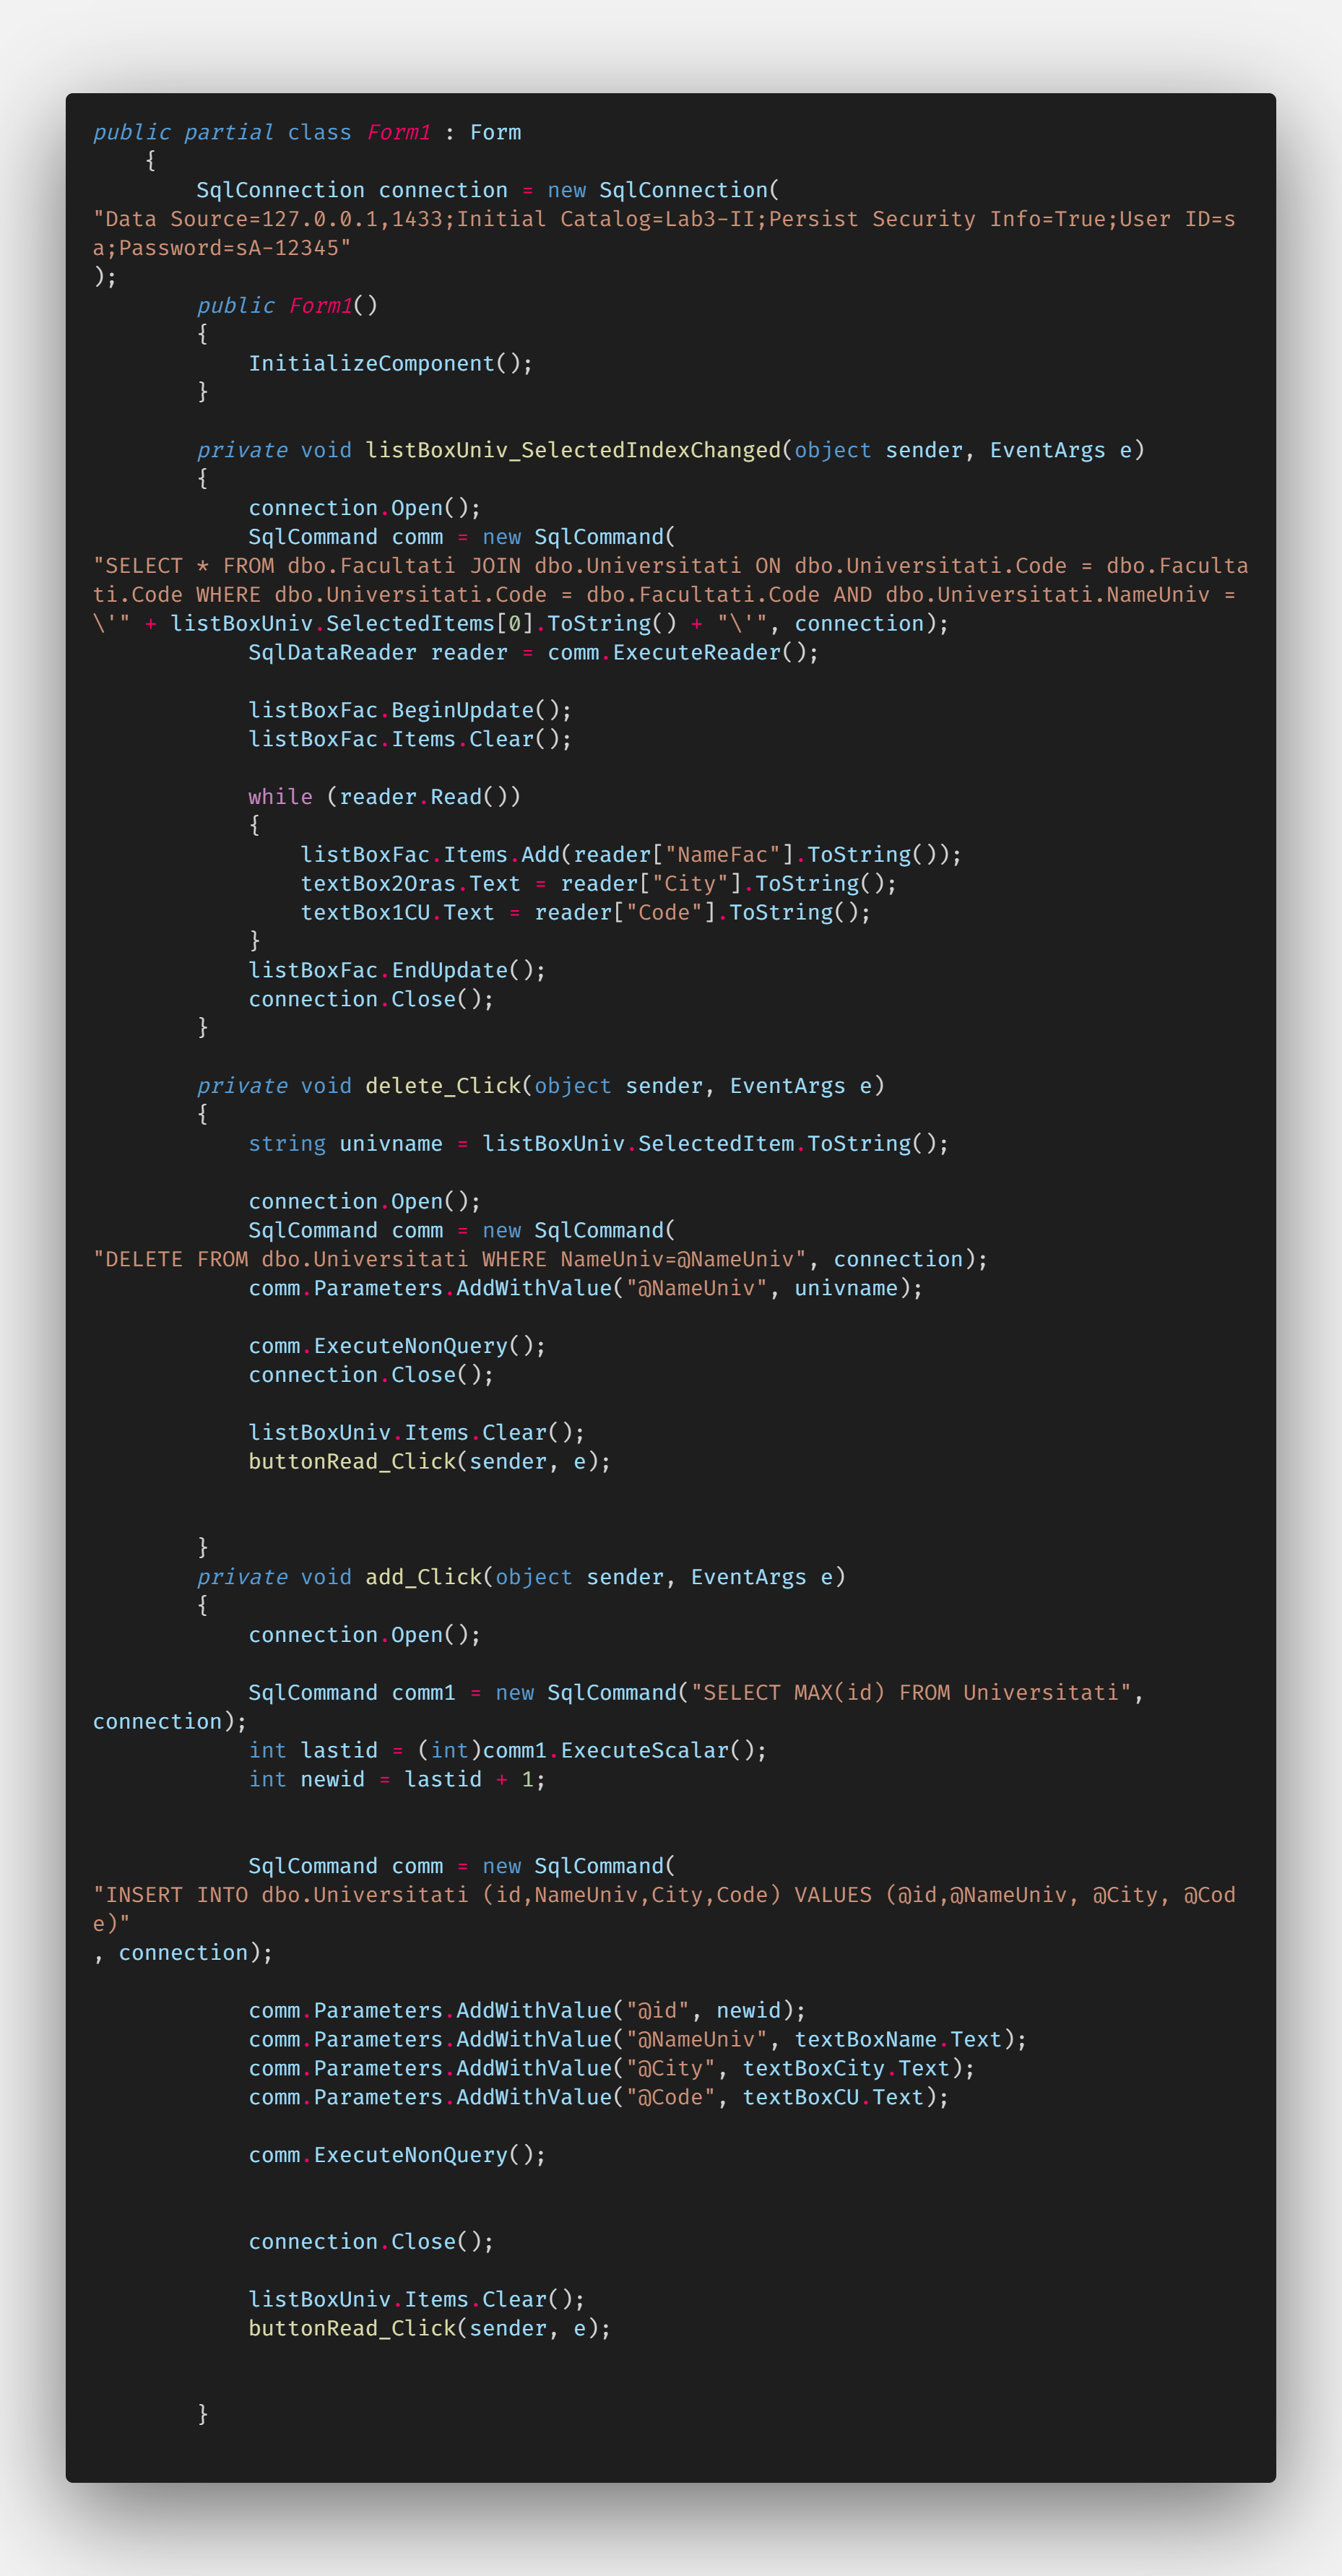 public partial class Form1 : Form
    {
        SqlConnection connection = new SqlConnection(
"Data Source=127.0.0.1,1433;Initial Catalog=Lab3-II;Persist Security Info=True;User ID=s
a;Password=sA-12345"
);
        public Form1()
        {
            InitializeComponent();
        }

        private void listBoxUniv_SelectedIndexChanged(object sender, EventArgs e)
        {
            connection.Open();
            SqlCommand comm = new SqlCommand(
"SELECT * FROM dbo.Facultati JOIN dbo.Universitati ON dbo.Universitati.Code = dbo.Faculta
ti.Code WHERE dbo.Universitati.Code = dbo.Facultati.Code AND dbo.Universitati.NameUniv =
\'" + listBoxUniv.SelectedItems[0].ToString() + "\'", connection);
            SqlDataReader reader = comm.ExecuteReader();

            listBoxFac.BeginUpdate();
            listBoxFac.Items.Clear();

            while (reader.Read())
            {
                listBoxFac.Items.Add(reader["NameFac"].ToString());
                textBox2Oras.Text = reader["City"].ToString();
                textBox1CU.Text = reader["Code"].ToString();
            }
            listBoxFac.EndUpdate();
            connection.Close();
        }

        private void delete_Click(object sender, EventArgs e)
        {
            string univname = listBoxUniv.SelectedItem.ToString();

            connection.Open();
            SqlCommand comm = new SqlCommand(
"DELETE FROM dbo.Universitati WHERE NameUniv=@NameUniv", connection);
            comm.Parameters.AddWithValue("@NameUniv", univname);

            comm.ExecuteNonQuery();
            connection.Close();

            listBoxUniv.Items.Clear();
            buttonRead_Click(sender, e);


        }
        private void add_Click(object sender, EventArgs e)
        {
            connection.Open();

            SqlCommand comm1 = new SqlCommand("SELECT MAX(id) FROM Universitati",
connection);
            int lastid = (int)comm1.ExecuteScalar();
            int newid = lastid + 1;


            SqlCommand comm = new SqlCommand(
"INSERT INTO dbo.Universitati (id,NameUniv,City,Code) VALUES (@id,@NameUniv, @City, @Cod
e)"
, connection);

            comm.Parameters.AddWithValue("@id", newid);
            comm.Parameters.AddWithValue("@NameUniv", textBoxName.Text);
            comm.Parameters.AddWithValue("@City", textBoxCity.Text);
            comm.Parameters.AddWithValue("@Code", textBoxCU.Text);

            comm.ExecuteNonQuery();


            connection.Close();

            listBoxUniv.Items.Clear();
            buttonRead_Click(sender, e);


        }